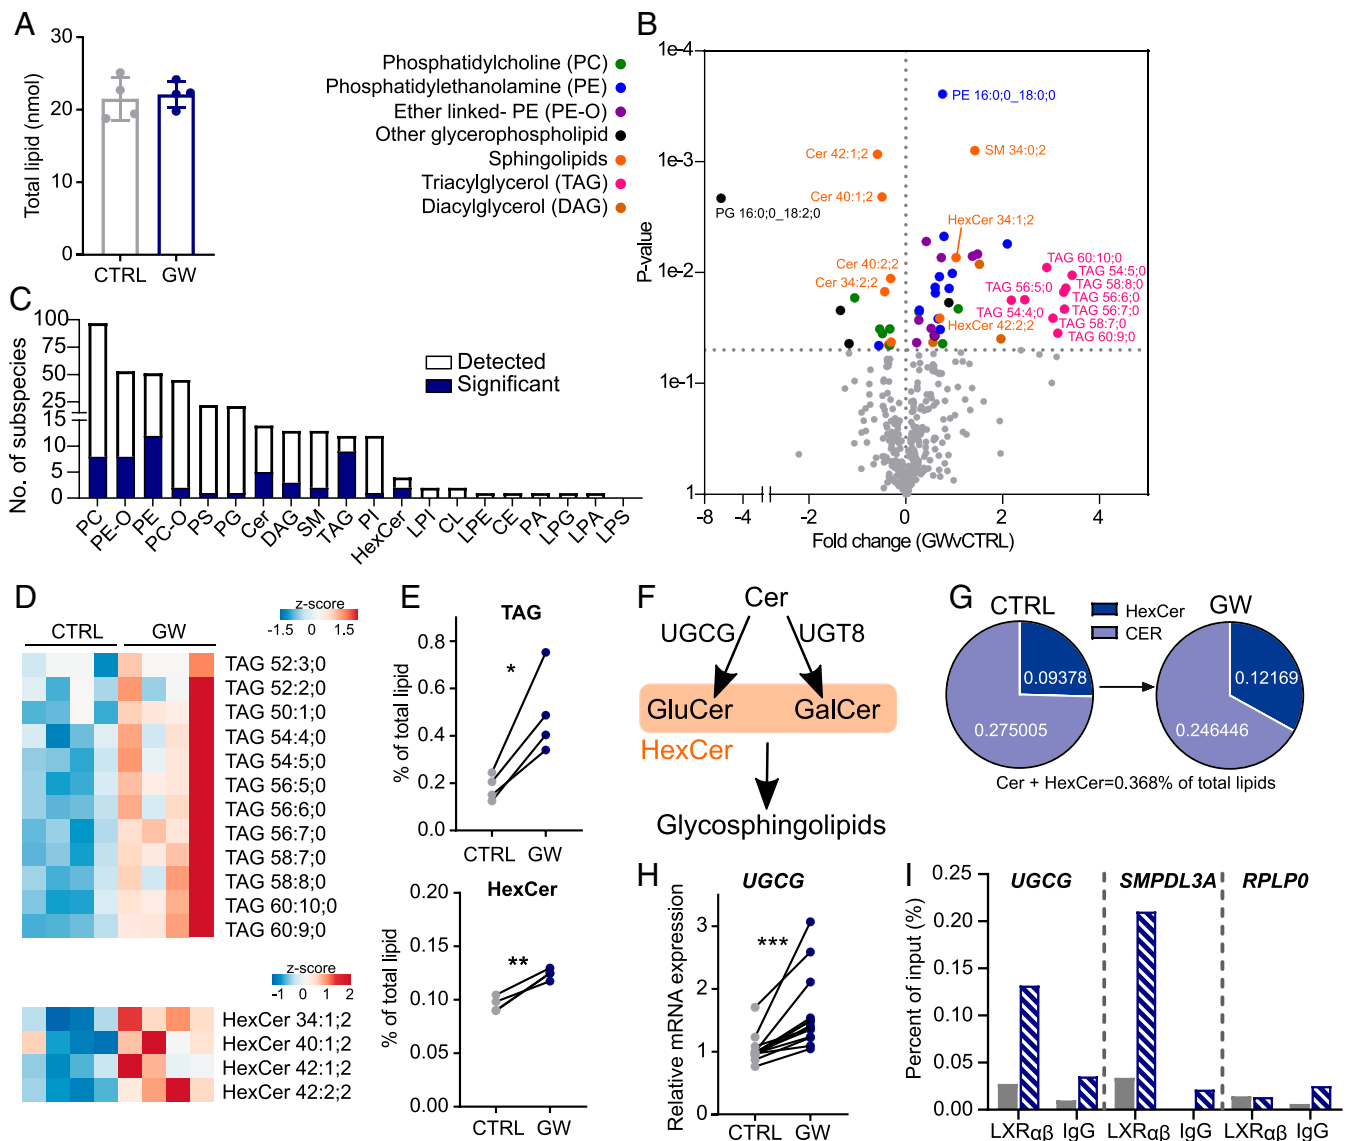 A
30
20
10
0
Total lipid (nmol)
CTRL
GW
Phosphatidylcholine (PC)
Phosphatidylethanolamine (PE)
Ether linked- PE (PE-O)
Other glycerophospholipid
Sphingolipids
Triacylglycerol (TAG)
Diacylglycerol (DAG)
B
1e-4
1e-3
1e-2
1e-1
1
P-value
PE 16:0;0_18:0;0
Cer 42:1;2
SM 34:0;2
Cer 40:1;2
PG 16:0;0_18:2;0
HexCer 34:1;2
Cer 40:2;2
Cer 34:2;2
TAG 60:10;0
TAG 54:5;0
TAG 58:8;0
TAG 56:5;0
TAG 56:6;0
TAG 54:4;0
TAG 56:7;0
HexCer 42:2;2
TAG 58:7;0
TAG 60:9;0
-8
-4
0
2
4
Fold change (GWvCTRL)
C
100
75
50
25
15
10
5
0
No. of subspecies
Detected
Significant
PC
PE-O
PE
PC-O
PS
PG
Cer
DAG
SM
TAG
PI
HexCer
LPI
CL
LPE
CE
PA
LPG
LPA
LPS
D
z-score
-1.5 0 1.5
CTRL
GW
TAG 52:3;0
TAG 52:2;0
TAG 50:1;0
TAG 54:4;0
TAG 54:5;0
TAG 56:5;0
TAG 56:6;0
TAG 56:7;0
TAG 58:7;0
TAG 58:8;0
TAG 60:10;0
TAG 60:9;0
z-score
-1 0 1 2
HexCer 34:1;2
HexCer 40:1;2
HexCer 42:1;2
HexCer 42:2;2
E
TAG
0.8
0.6
0.4
0.2
0.0
% of total lipid
*
CTRL
GW
HexCer
0.20
0.15
0.10
0.05
0.00
% of total lipid
**
CTRL
GW
F
Cer
UGCG
UGT8
GluCer
GalCer
HexCer
Glycosphingolipids
G
CTRL
HexCer
CER
GW
0.09378
0.275005
0.12169
0.246446
Cer + HexCer=0.368% of total lipids
H
UGCG
3
2
1
0
Relative mRNA expression
***
CTRL
GW
I
UGCG
SMPDL3A
RPLP0
0.25
0.20
0.15
0.10
0.05
0.00
Percent of input (%)
LXRαβ
IgG
LXRαβ
IgG
LXRαβ
IgG